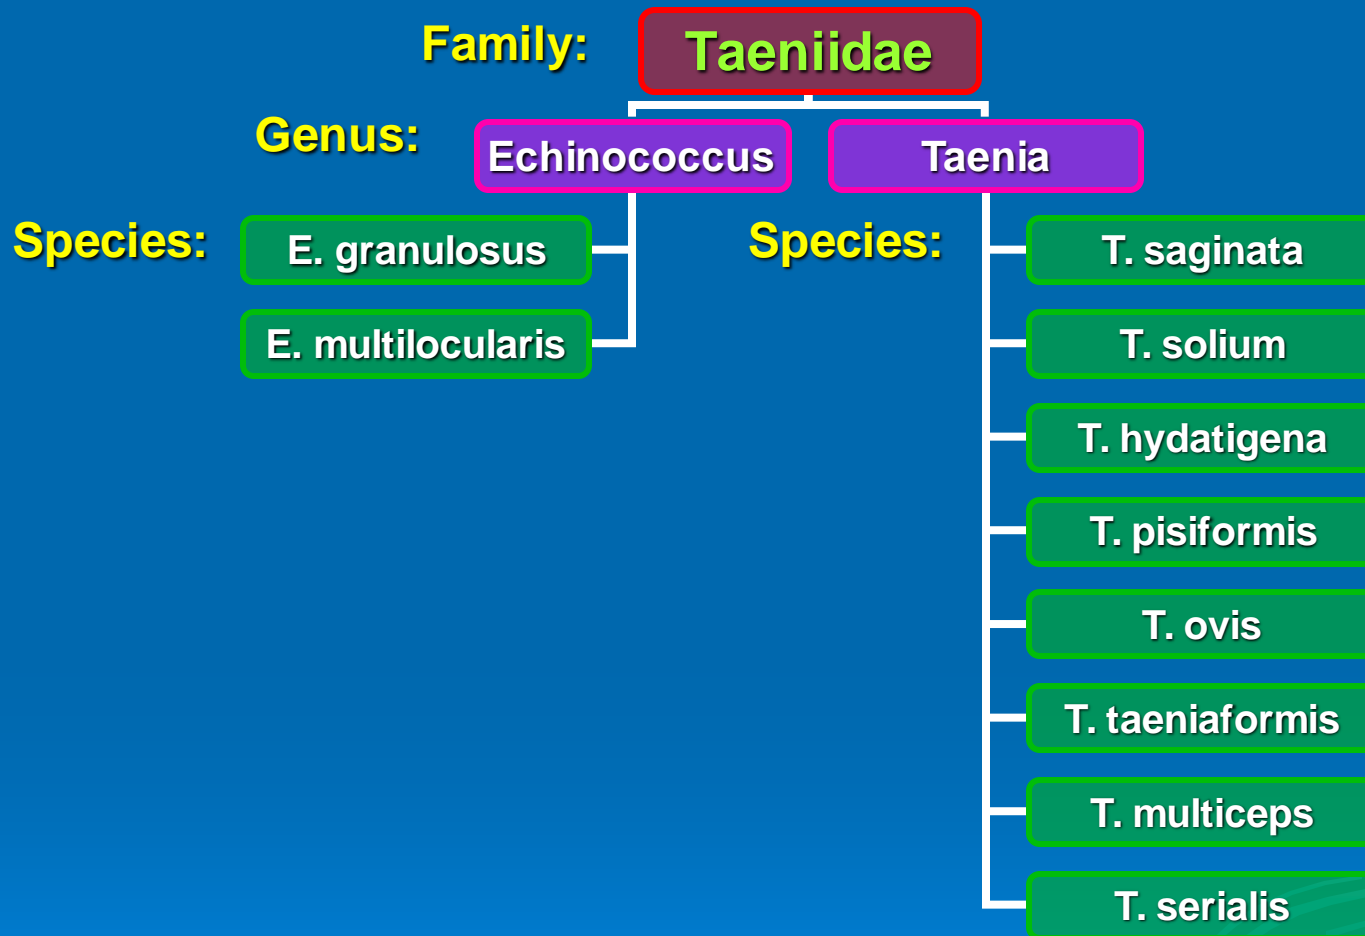 Family:
Taeniidae
Genus:
Echinococcus
Taenia
Species:
E. granulosus
E. multilocularis
Species:
T. saginata
T. solium
T. hydatigena
T. pisiformis
T. ovis
T. taeniaformis
T. multiceps
T. serialis